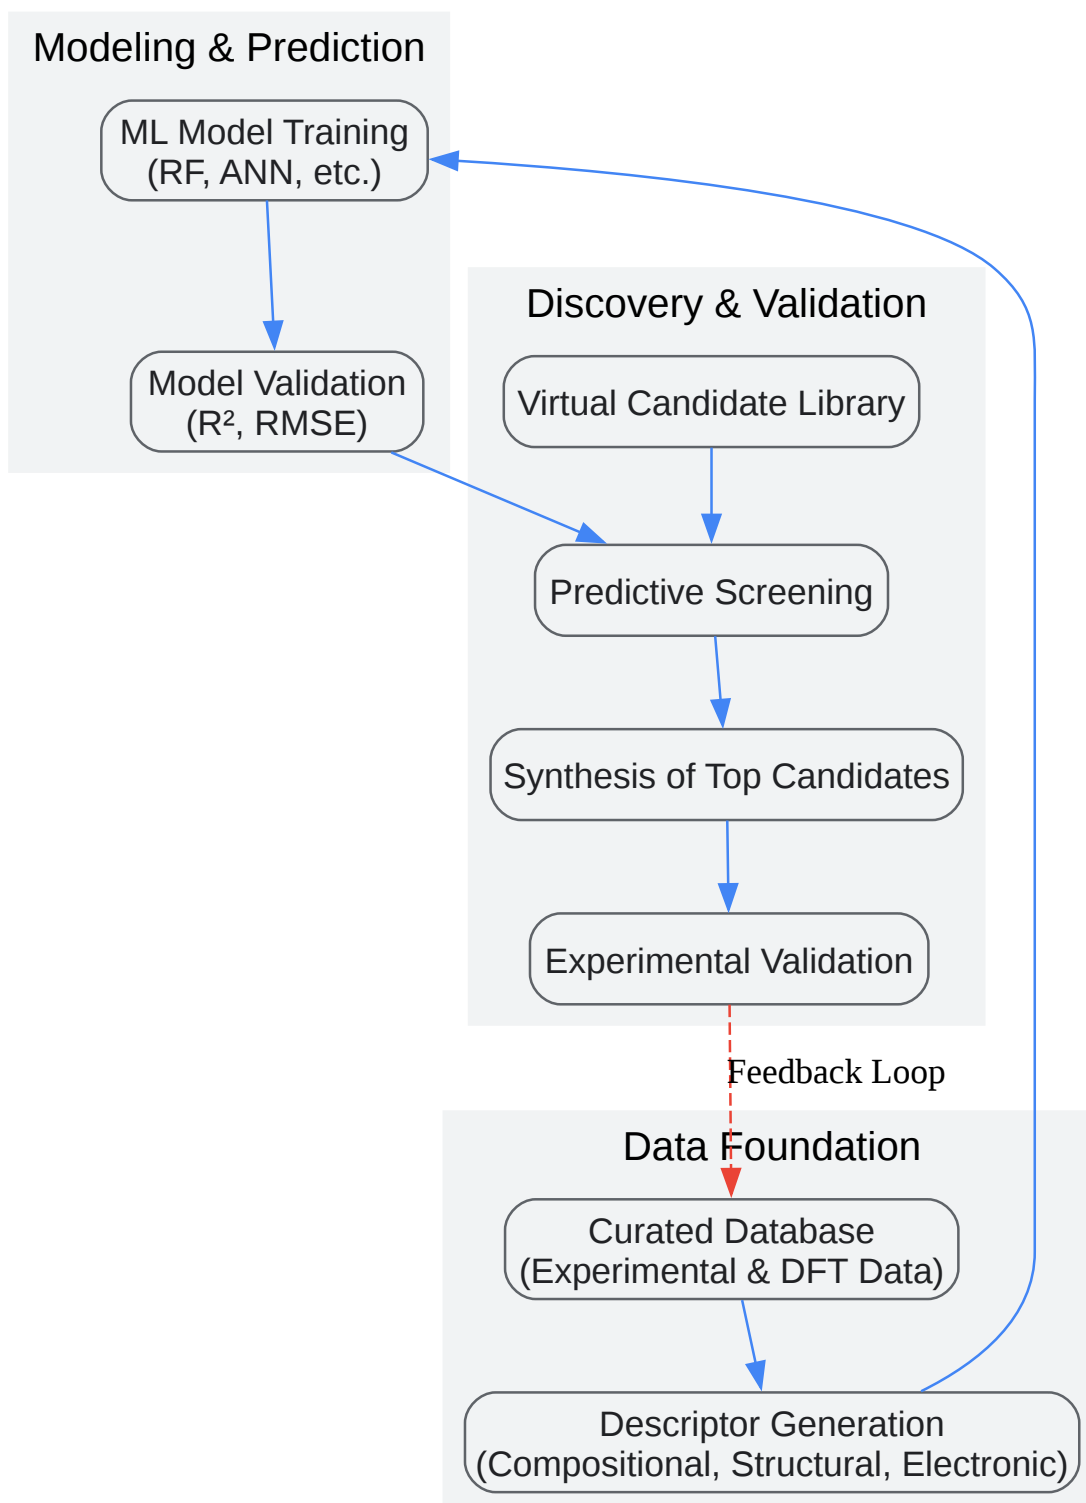 Modeling & Prediction
ML Model Training
(RF, ANN, etc.)
Model Validation
(R², RMSE)
Discovery & Validation
Virtual Candidate Library
Predictive Screening
Synthesis of Top Candidates
Experimental Validation
Feedback Loop
Data Foundation
Curated Database
(Experimental & DFT Data)
Descriptor Generation
(Compositional, Structural, Electronic)